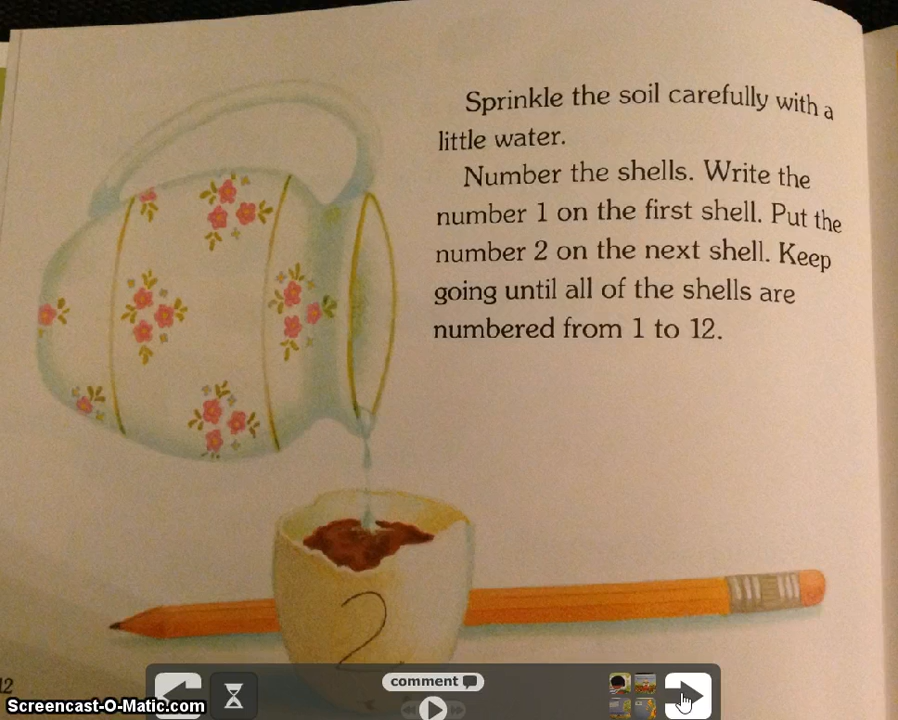 Sprinkle the soil carefully with a
little water.
Number the shells. Write the
number 1 on the first shell. Put the
number 2 on the next shell. Keep
going until all of the shells are
numbered from 1 to 12.
2
comment
12
Screencast-O-Matic.com